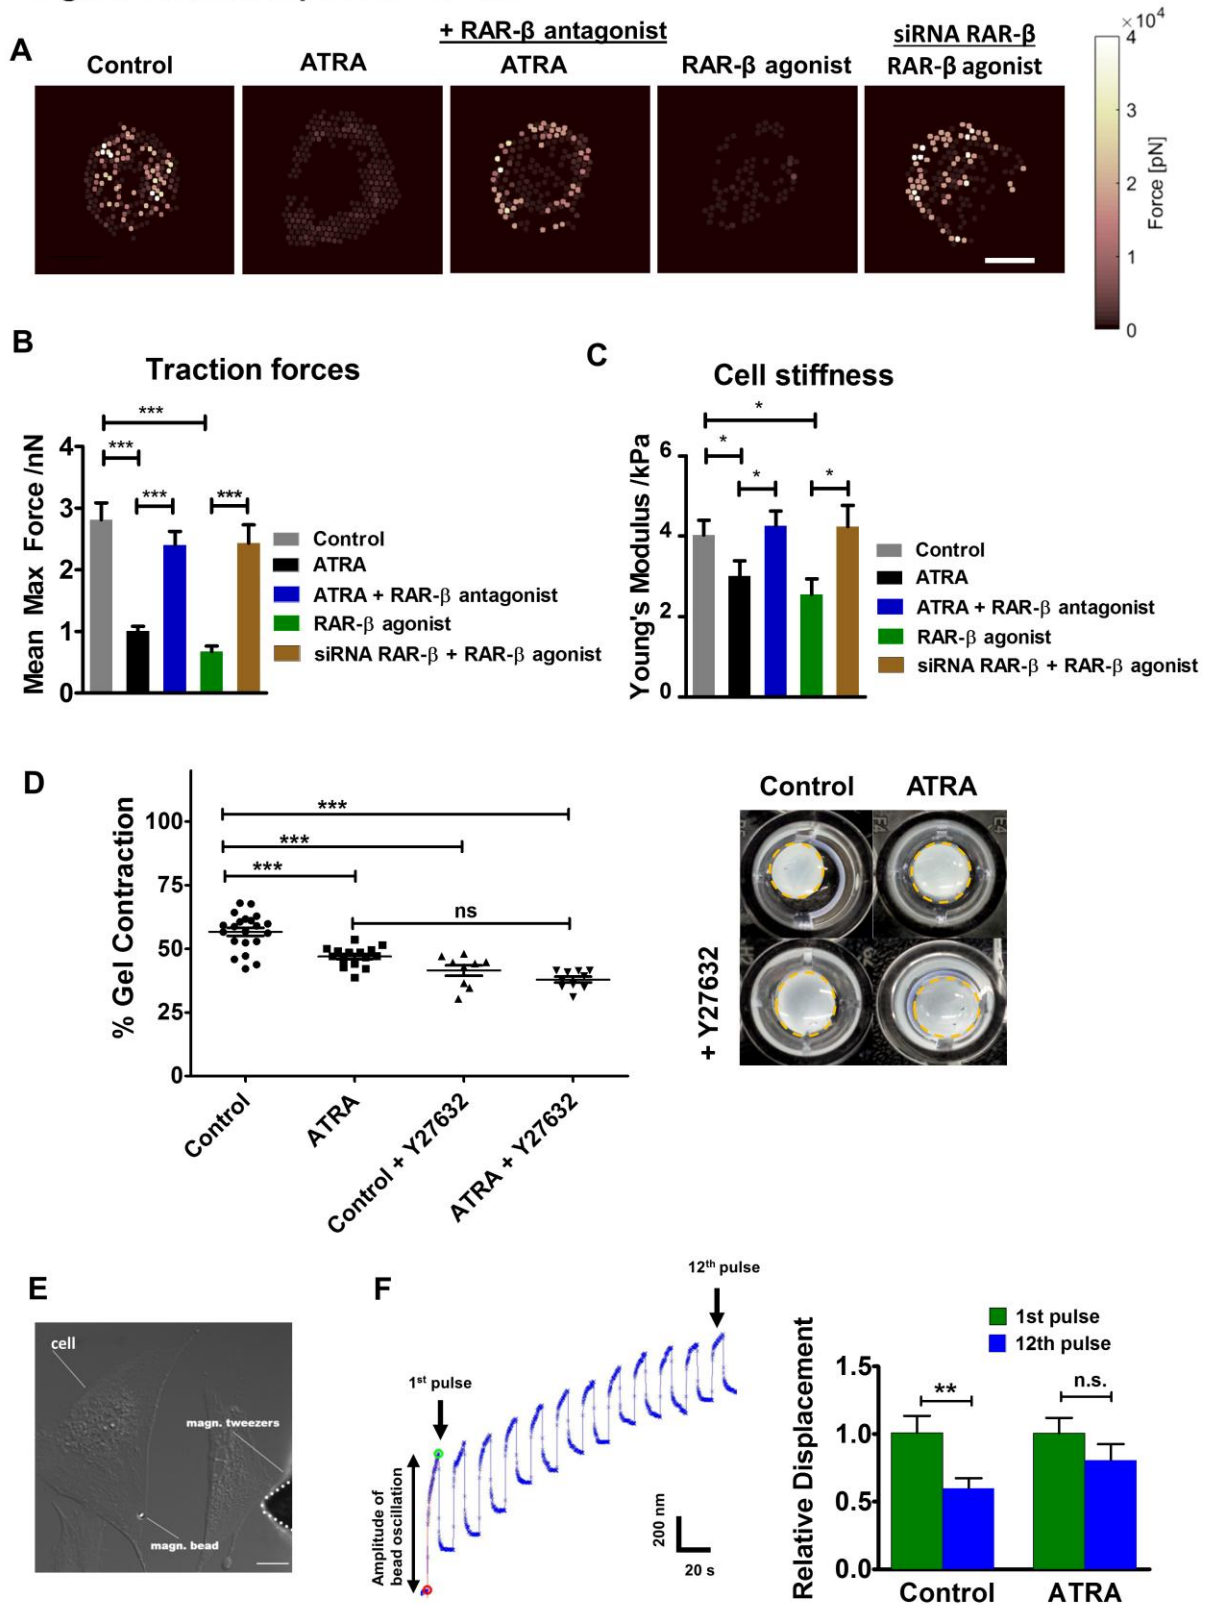 A
Control
ATRA
+ RAR-β antagonist
ATRA
RAR-β agonist
siRNA RAR-β
RAR-β agonist
×10⁴
4
3
2
1
0
Force [pN]
B
Traction forces
Mean Max Force /nN
4
3
2
1
0
***
***
***
***
Control
ATRA
ATRA + RAR-β antagonist
RAR-β agonist
siRNA RAR-β + RAR-β agonist
C
Cell stiffness
Young's Modulus /kPa
6
4
2
0
*
*
*
*
Control
ATRA
ATRA + RAR-β antagonist
RAR-β agonist
siRNA RAR-β + RAR-β agonist
D
% Gel Contraction
100
75
50
25
0
***
***
***
ns
Control
ATRA
Control + Y27632
ATRA + Y27632
Control
ATRA
+ Y27632
E
cell
magn. tweezers
magn. bead
F
12th pulse
1st pulse
Amplitude of
bead oscillation
200 nm
20 s
1st pulse
12th pulse
Relative Displacement
1.5
1.0
0.5
0.0
**
n.s.
Control
ATRA